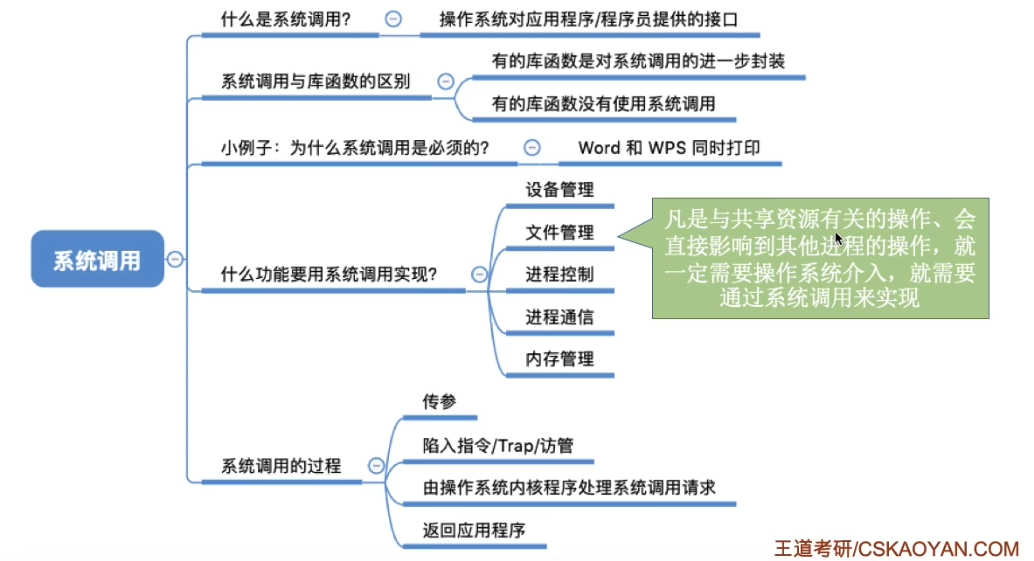 什么是系统调用?
操作系统对应用程序/程序员提供的接口
系统调用与库函数的区别
有的库函数是对系统调用的进一步封装
有的库函数没有使用系统调用
小例子：为什么系统调用是必须的?
Word 和 WPS 同时打印
系统调用
什么功能要用系统调用实现?
设备管理
文件管理
进程控制
进程通信
内存管理
凡是与共享资源有关的操作、会
直接影响到其他进程的操作，就
一定需要操作系统介入，就需要
通过系统调用来实现
系统调用的过程
传参
陷入指令/Trap/访管
由操作系统内核程序处理系统调用请求
返回应用程序
王道考研/CSKAOYAN.COM